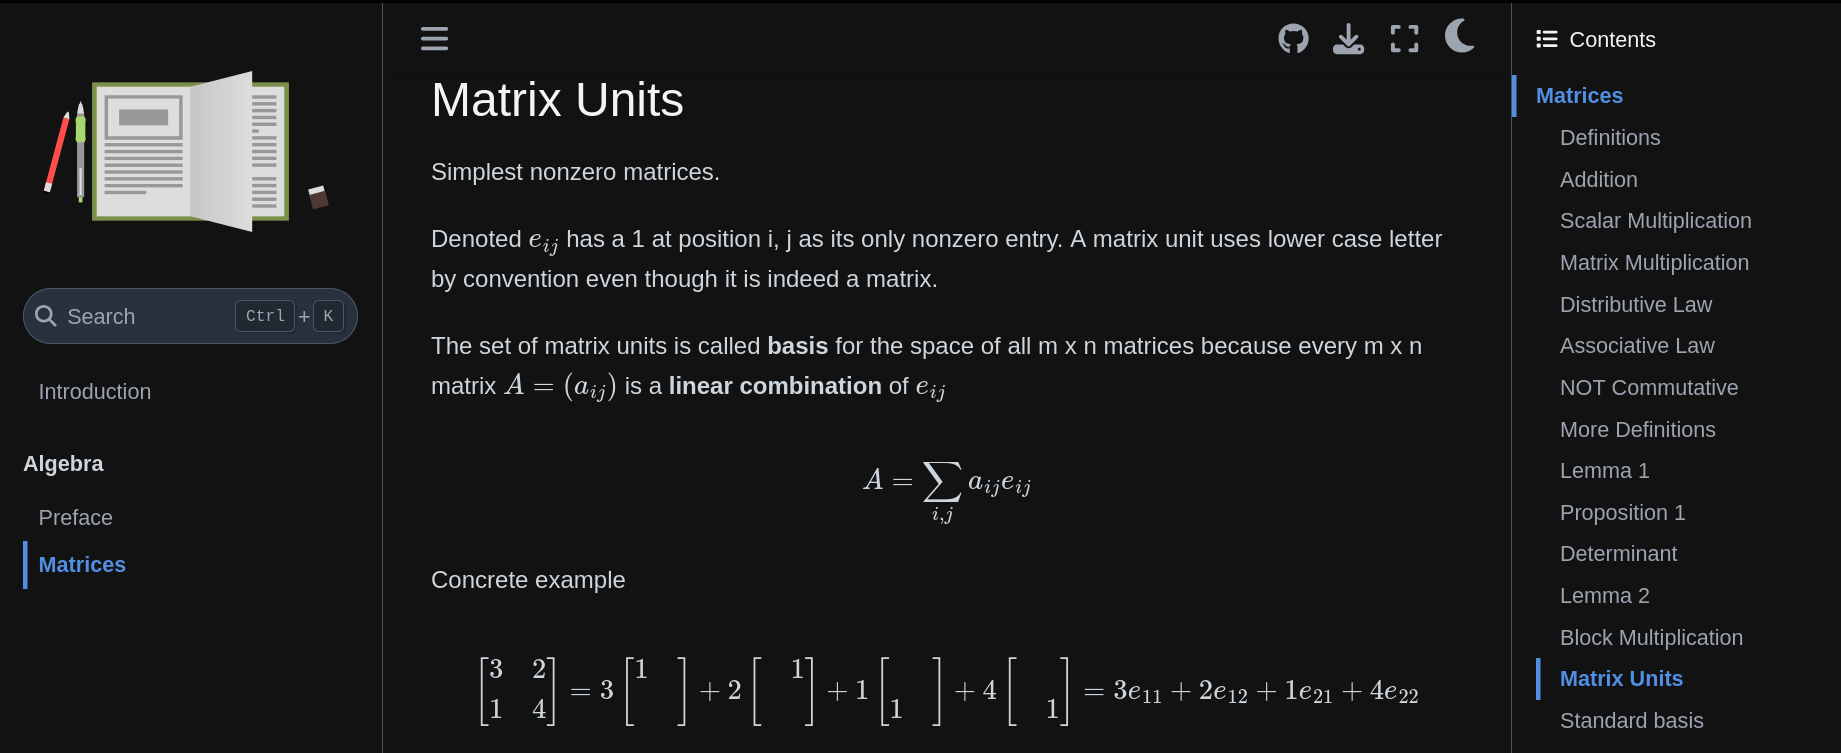 Search Ctrl + K
Introduction
Algebra
Preface
Matrices
Matrix Units
Simplest nonzero matrices.
Denoted e_{ij} has a 1 at position i, j as its only nonzero entry. A matrix unit uses lower case letter
by convention even though it is indeed a matrix.
The set of matrix units is called basis for the space of all m x n matrices because every m x n
matrix A = (a_{ij}) is a linear combination of e_{ij}
A = \sum_{i,j} a_{ij}e_{ij}
Concrete example
\begin{bmatrix} 3 & 2 \\ 1 & 4 \end{bmatrix} = 3 \begin{bmatrix} 1 & \\ & \end{bmatrix} + 2 \begin{bmatrix} & 1 \\ & \end{bmatrix} + 1 \begin{bmatrix} & \\ 1 & \end{bmatrix} + 4 \begin{bmatrix} & \\ & 1 \end{bmatrix} = 3e_{11} + 2e_{12} + 1e_{21} + 4e_{22}
Contents
Matrices
Definitions
Addition
Scalar Multiplication
Matrix Multiplication
Distributive Law
Associative Law
NOT Commutative
More Definitions
Lemma 1
Proposition 1
Determinant
Lemma 2
Block Multiplication
Matrix Units
Standard basis